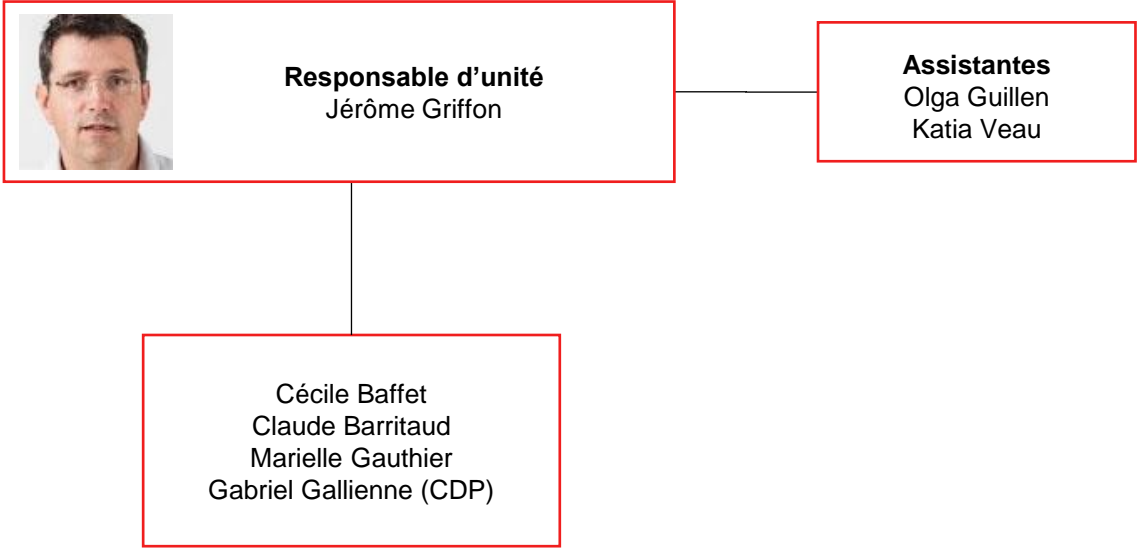 Responsable d’unité
Jérôme Griffon
Assistantes
Olga Guillen
Katia Veau
Cécile Baffet
Claude Barritaud
Marielle Gauthier
Gabriel Gallienne (CDP)